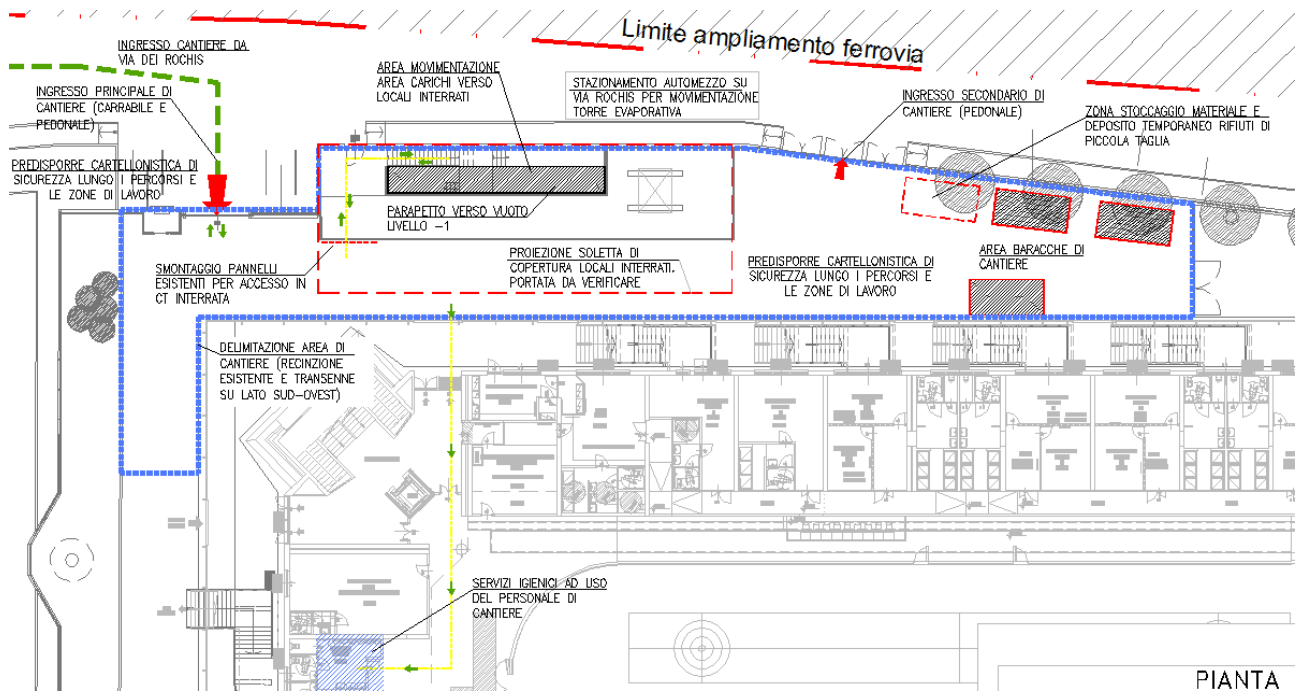 Limite ampliamento ferrovia
INGRESSO CANTIERE DA
VIA DEI ROCHIS
INGRESSO PRINCIPALE DI
CANTIERE (CARRABILE E
PEDONALE)
PREDISPORRE CARTELLONISTICA DI
SICUREZZA LUNGO I PERCORSI E
LE ZONE DI LAVORO
AREA MOVIMENTAZIONE
AREA CARICHI VERSO
LOCALI INTERRATI
STAZIONAMENTO AUTOMEZZO SU
VIA ROCHIS PER MOVIMENTAZIONE
TORRE EVAPORATIVA
INGRESSO SECONDARIO DI
CANTIERE (PEDONALE)
ZONA STOCCAGGIO MATERIALE E
DEPOSITO TEMPORANEO RIFIUTI DI
PICCOLA TAGLIA
PARAPETTO VERSO VUOTO
LIVELLO -1
SMONTAGGIO PANNELLI
ESISTENTI PER ACCESSO IN
CT INTERRATA
PROIEZIONE SOLETTA DI
COPERTURA LOCALI INTERRATI.
PORTATA DA VERIFICARE
PREDISPORRE CARTELLONISTICA DI
SICUREZZA LUNGO I PERCORSI E
LE ZONE DI LAVORO
AREA BARACCHE DI
CANTIERE
DELIMITAZIONE AREA DI
CANTIERE (RECINZIONE
ESISTENTE E TRANSENNE
SU LATO SUD-OVEST)
SERVIZI IGIENICI AD USO
DEL PERSONALE DI
CANTIERE
PIANTA